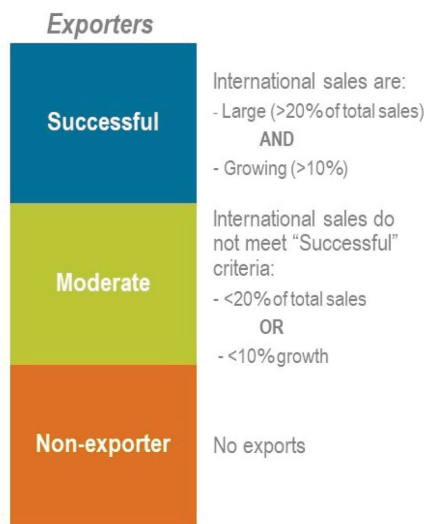 Exporters
Successful
International sales are:
- Large (>20% of total sales)
AND
- Growing (>10%)
Moderate
International sales do
not meet “Successful”
criteria:
- <20% of total sales
OR
- <10% growth
Non-exporter
No exports